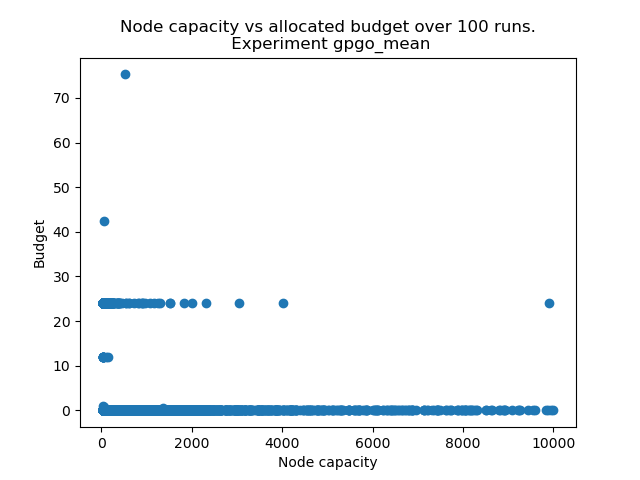 Node capacity vs allocated budget over 100 runs.
Experiment gpgo_mean
70
60
50
40
30
20
10
0
Budget
0 2000 4000 6000 8000 10000
Node capacity